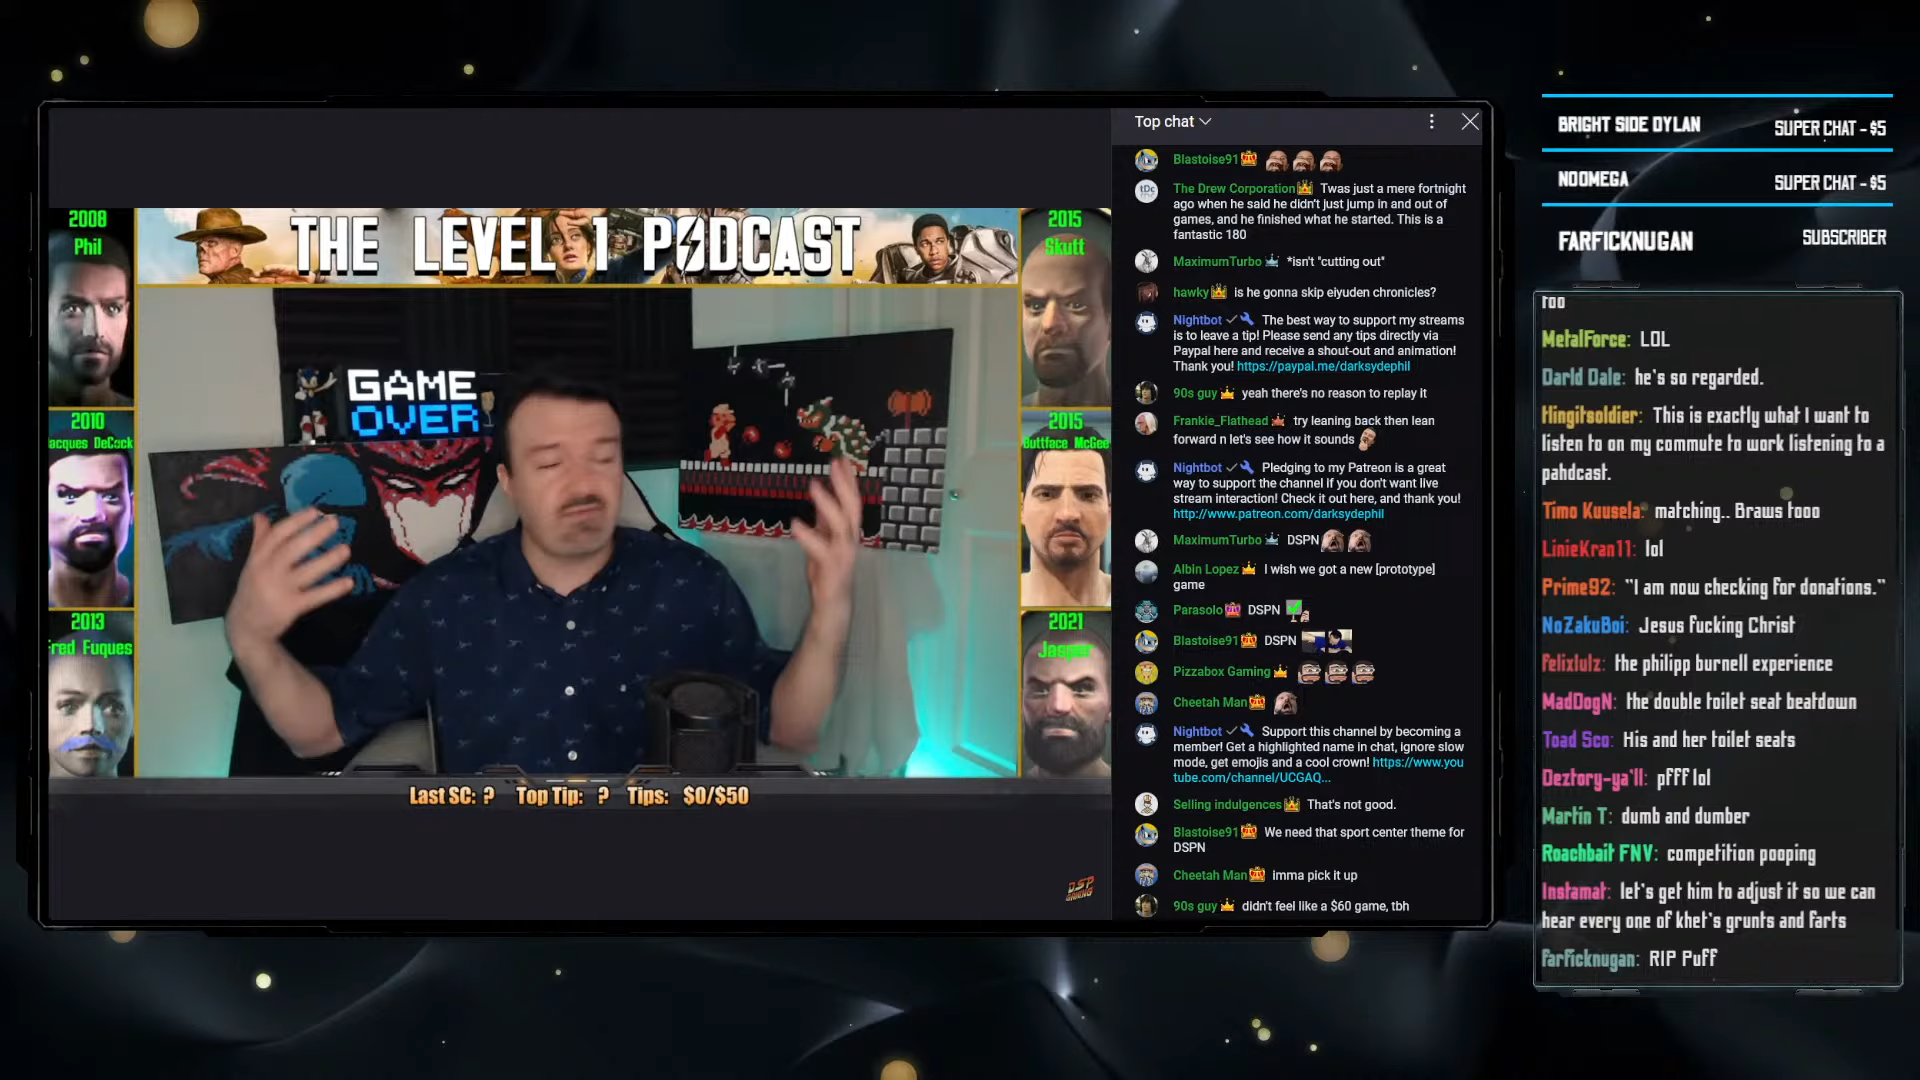 2008
Phil
2010
acques DeCock
2013
red Fuques
THE LEVEL 1 PODCAST
GAME
OVER
2015
Skutt
2015
Buttface McGee
2021
Jasper
Last SC: ? Top Tip: ? Tips: $0/$50
DSP
GAMING
Top chat
Blastoise91
The Drew Corporation Twas just a mere fortnight
ago when he said he didn't just jump in and out of
games, and he finished what he started. This is a
fantastic 180
MaximumTurbo *isn't "cutting out"
hawky is he gonna skip eiyuden chronicles?
Nightbot The best way to support my streams
is to leave a tip! Please send any tips directly via
Paypal here and receive a shout-out and animation!
Thank you! https://paypal.me/darksydephil
90s guy yeah there's no reason to replay it
Frankie_Flathead try leaning back then lean
forward n let's see how it sounds
Nightbot Pledging to my Patreon is a great
way to support the channel if you don't want live
stream interaction! Check it out here, and thank you!
http://www.patreon.com/darksydephil
MaximumTurbo DSPN
Albin Lopez I wish we got a new [prototype]
game
Parasolo DSPN
Blastoise91 DSPN
Pizzabox Gaming
Cheetah Man
Nightbot Support this channel by becoming a
member! Get a highlighted name in chat, ignore slow
mode, get emojis and a cool crown! https://www.you
tube.com/channel/UCGAQ...
Selling indulgences That's not good.
Blastoise91 We need that sport center theme for
DSPN
Cheetah Man imma pick it up
90s guy didn't feel like a $60 game, tbh
tDc
BRIGHT SIDE DYLAN SUPER CHAT - $5
NOOMEGA SUPER CHAT - $5
FARFICKNUGAN SUBSCRIBER
too
MetalForce: LOL
Darld Dale: he's so regarded.
Hingitsoldier: This is exactly what I want to
listen to on my commute to work listening to a
pahdcast.
Timo Kuusela: matching.. Braws tooo
LinieKran11: lol
Prime92: "I am now checking for donations."
NoZakuBoi: Jesus fucking Christ
felixlulz: the philipp burnell experience
MadDogN: the double toilet seat beatdown
Toad Sco: His and her toilet seats
Deztory-ya'll: pfff lol
Martin T: dumb and dumber
Roachbait FNV: competition pooping
Instamat: let's get him to adjust it so we can
hear every one of khet's grunts and farts
farficknugan: RIP Puff